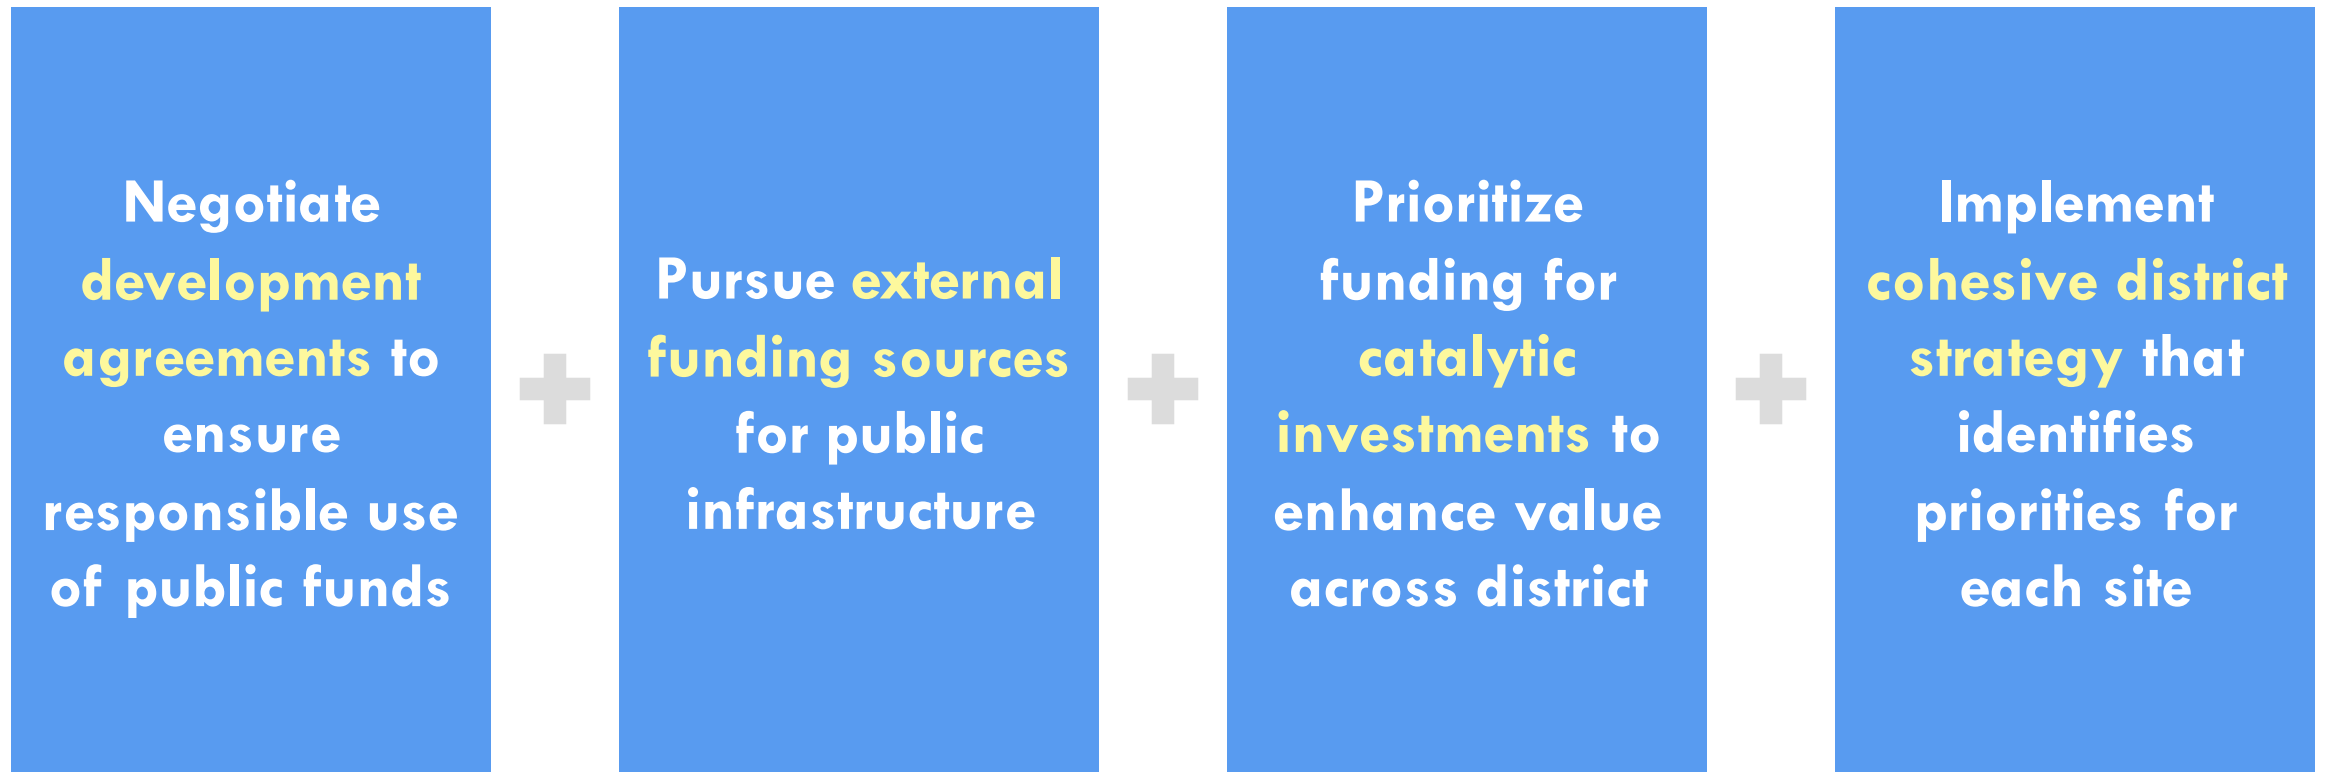 Negotiate
development
agreements to
ensure
responsible use
of public funds
Pursue external
funding sources
for public
infrastructure
Prioritize
funding for
catalytic
investments to
enhance value
across district
Implement
cohesive district
strategy that
identifies
priorities for
each site